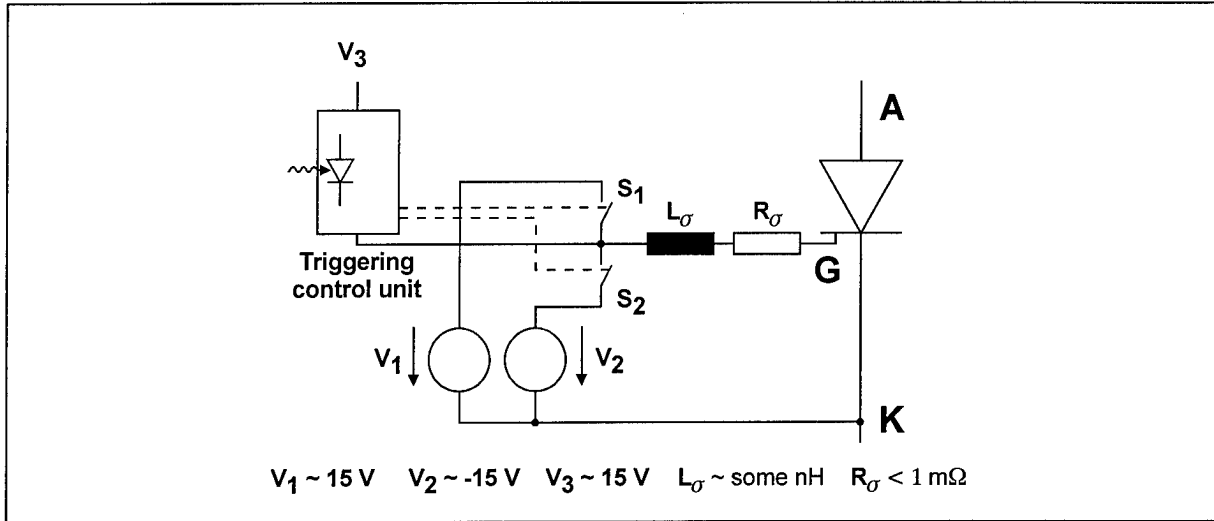 V3
A
S1
Lσ
Rσ
G
Triggering
control unit
S2
V1
V2
K
V1 ~ 15 V V2 ~ -15 V V3 ~ 15 V Lσ ~ some nH Rσ < 1 mΩ